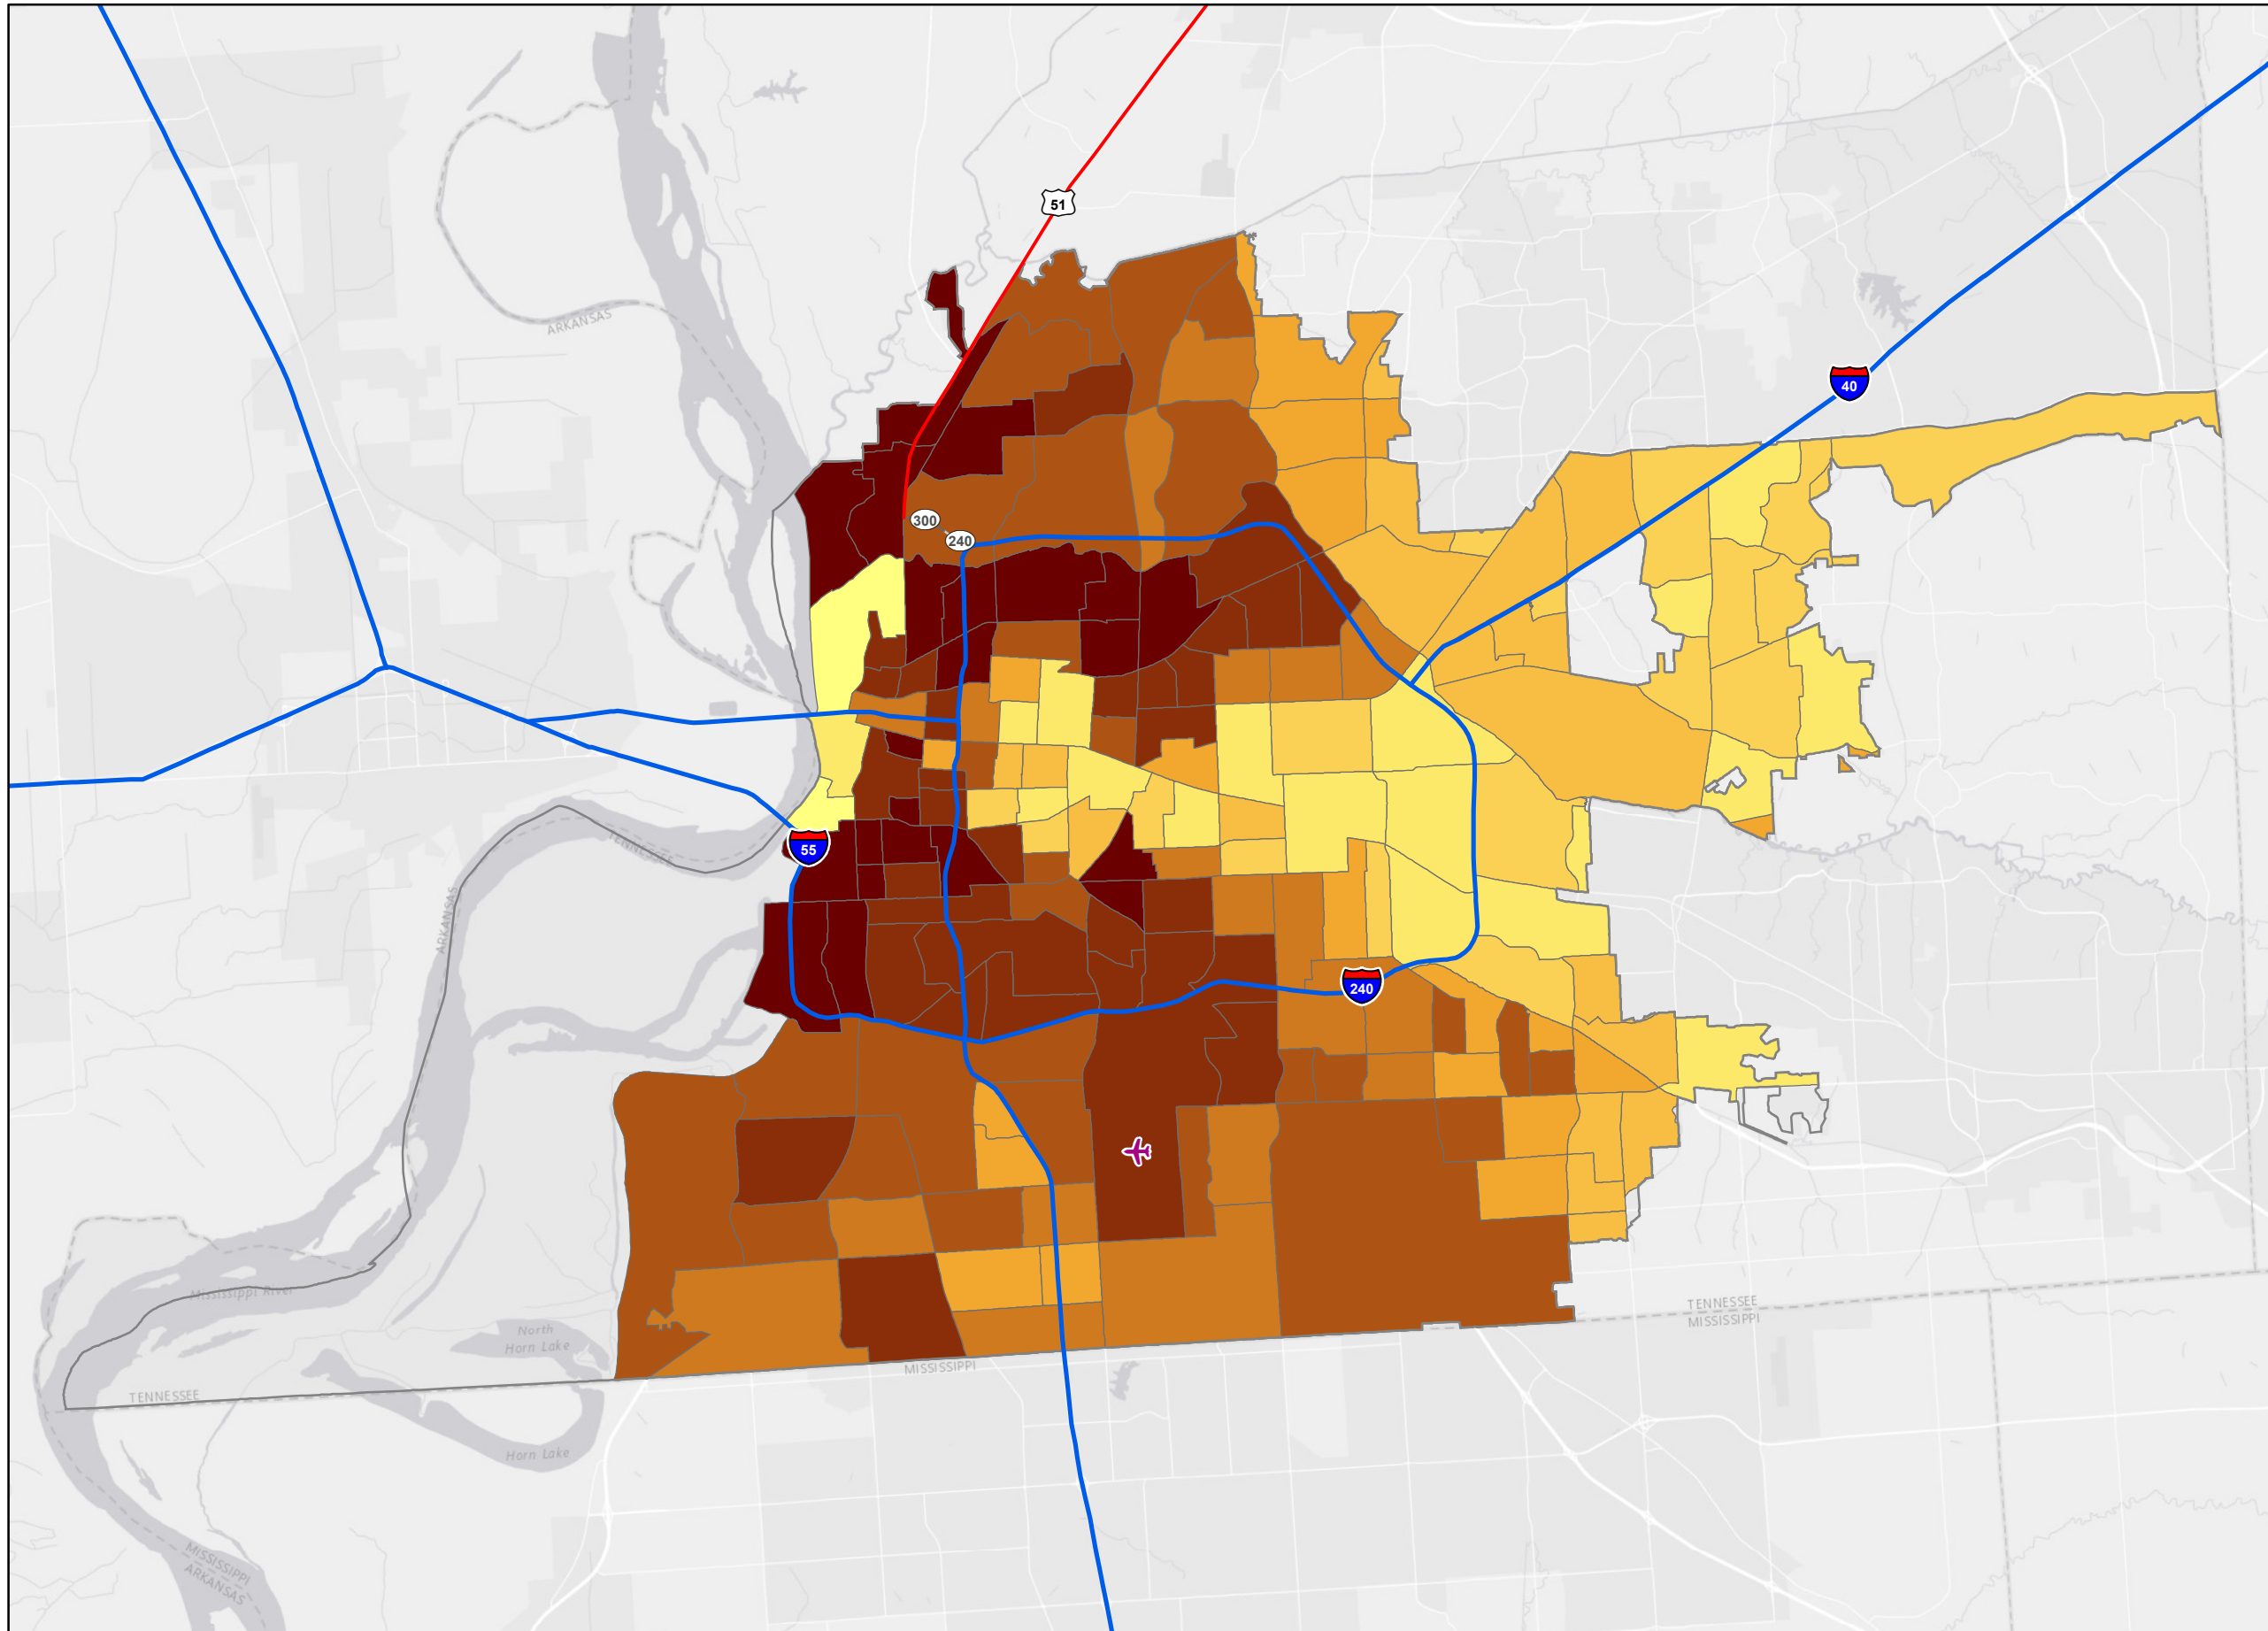 51
ARKANSAS
40
300
240
55
TENNESSEE
ARKANSAS
240
Mississippi River
TENNESSEE
MISSISSIPPI
North
Horn Lake
MISSISSIPPI
TENNESSEE
Horn Lake
MISSISSIPPI
ARKANSAS